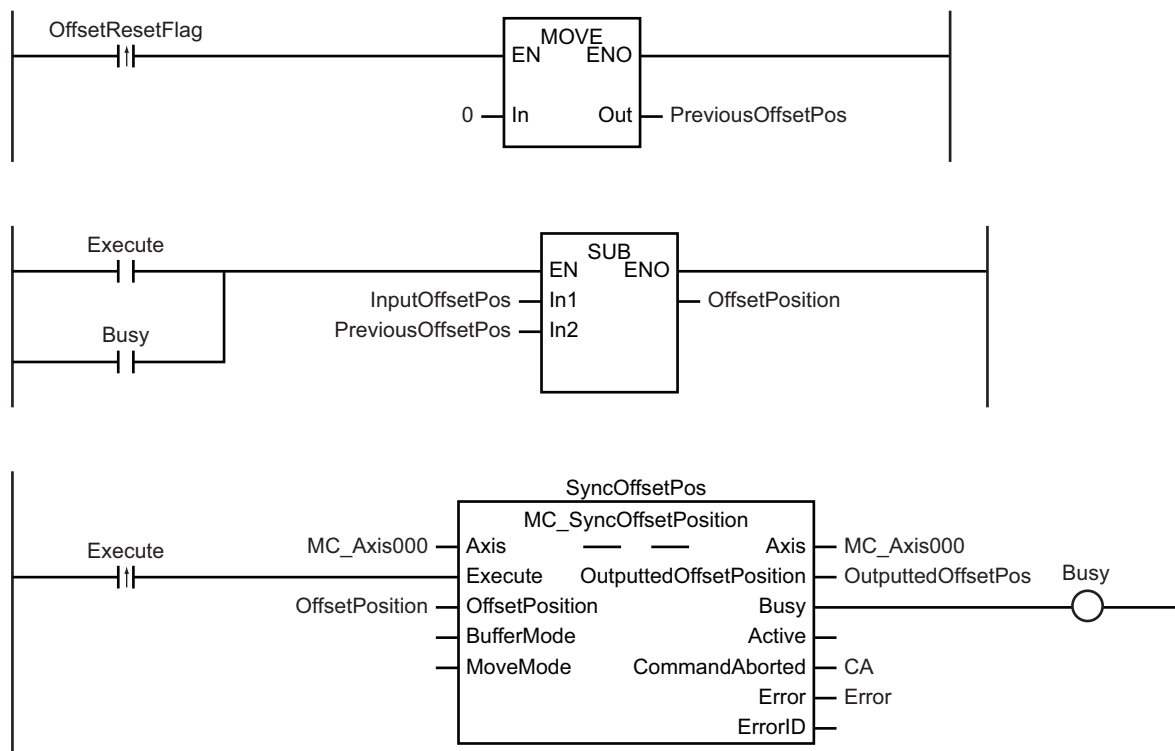 OffsetResetFlag
MOVE
EN ENO
0 In Out PreviousOffsetPos
Execute
SUB
EN ENO
InputOffsetPos In1 OffsetPosition
PreviousOffsetPos In2
Busy
SyncOffsetPos
MC_SyncOffsetPosition
Execute
MC_Axis000 Axis Axis MC_Axis000
Execute OutputtedOffsetPosition OutputtedOffsetPos Busy
OffsetPosition OffsetPosition Busy
BufferMode Active
MoveMode CommandAborted CA
Error Error
ErrorID